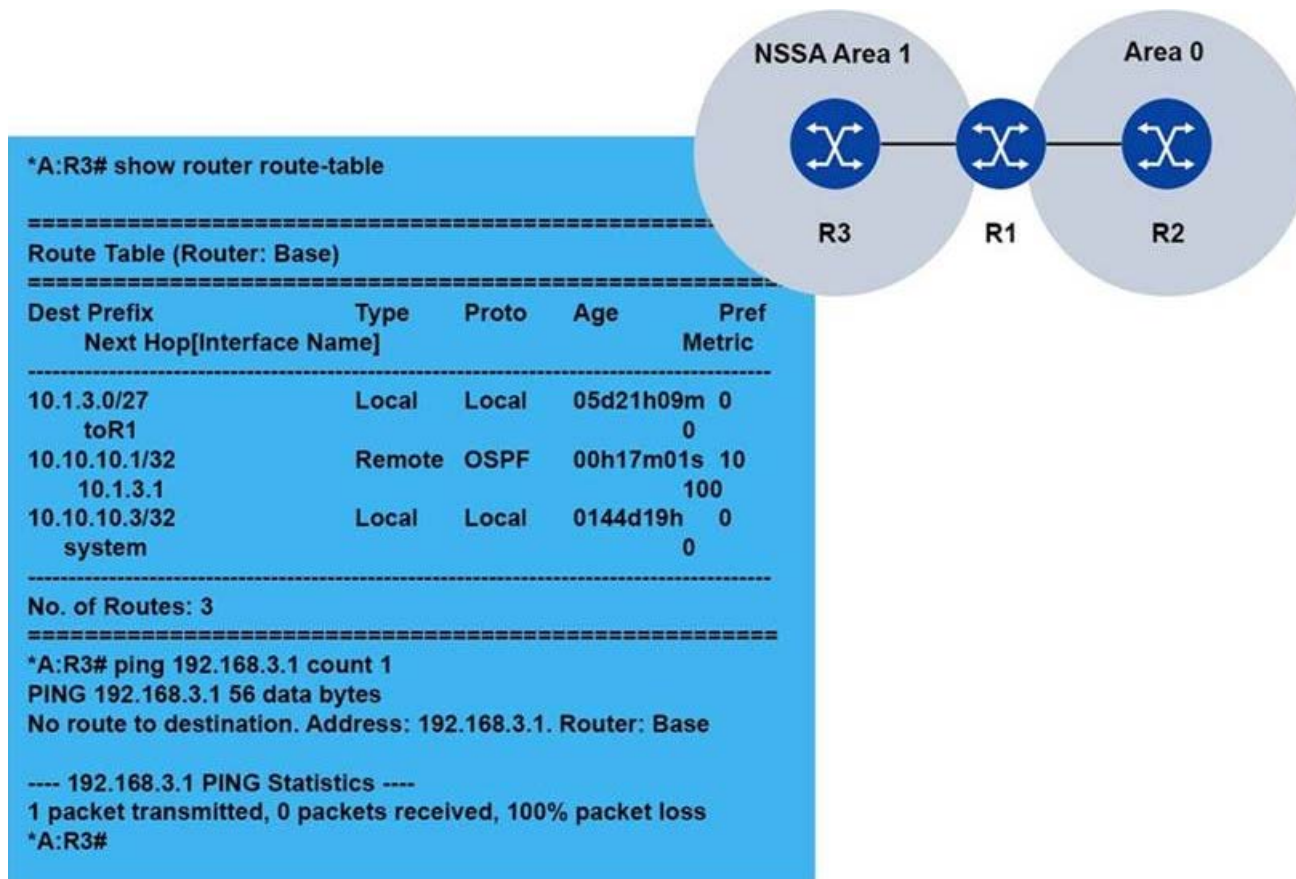 NSSA Area 1
Area 0
R3
R1
R2
*A:R3# show router route-table
===============================================
Route Table (Router: Base)
===============================================
Dest Prefix Type Proto Age Pref
Next Hop[Interface Name] Metric
-----------------------------------------------
10.1.3.0/27 Local Local 05d21h09m 0
toR1 0
10.10.10.1/32 Remote OSPF 00h17m01s 10
10.1.3.1 100
10.10.10.3/32 Local Local 0144d19h 0
system 0
-----------------------------------------------
No. of Routes: 3
===============================================
*A:R3# ping 192.168.3.1 count 1
PING 192.168.3.1 56 data bytes
No route to destination. Address: 192.168.3.1. Router: Base
---- 192.168.3.1 PING Statistics ----
1 packet transmitted, 0 packets received, 100% packet loss
*A:R3#